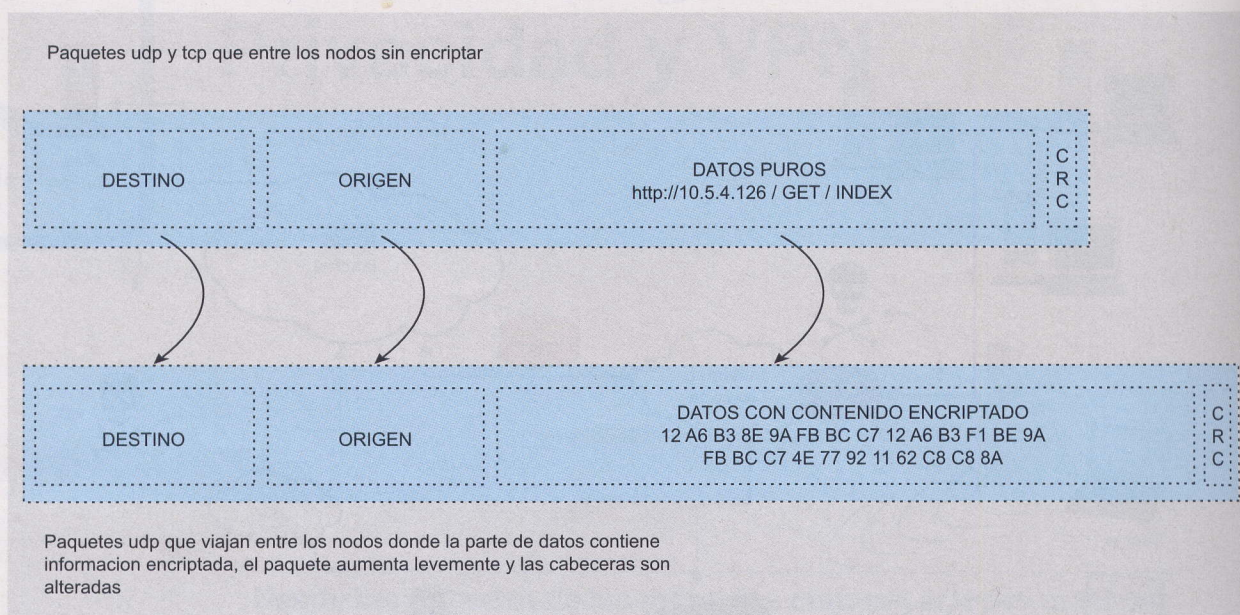 Paquetes udp y tcp que entre los nodos sin encriptar
DESTINO
ORIGEN
DATOS PUROS
http://10.5.4.126 / GET / INDEX
C
R
C
DESTINO
ORIGEN
DATOS CON CONTENIDO ENCRIPTADO
12 A6 B3 8E 9A FB BC C7 12 A6 B3 F1 BE 9A
FB BC C7 4E 77 92 11 62 C8 C8 8A
C
R
C
Paquetes udp que viajan entre los nodos donde la parte de datos contiene
informacion encriptada, el paquete aumenta levemente y las cabeceras son
alteradas